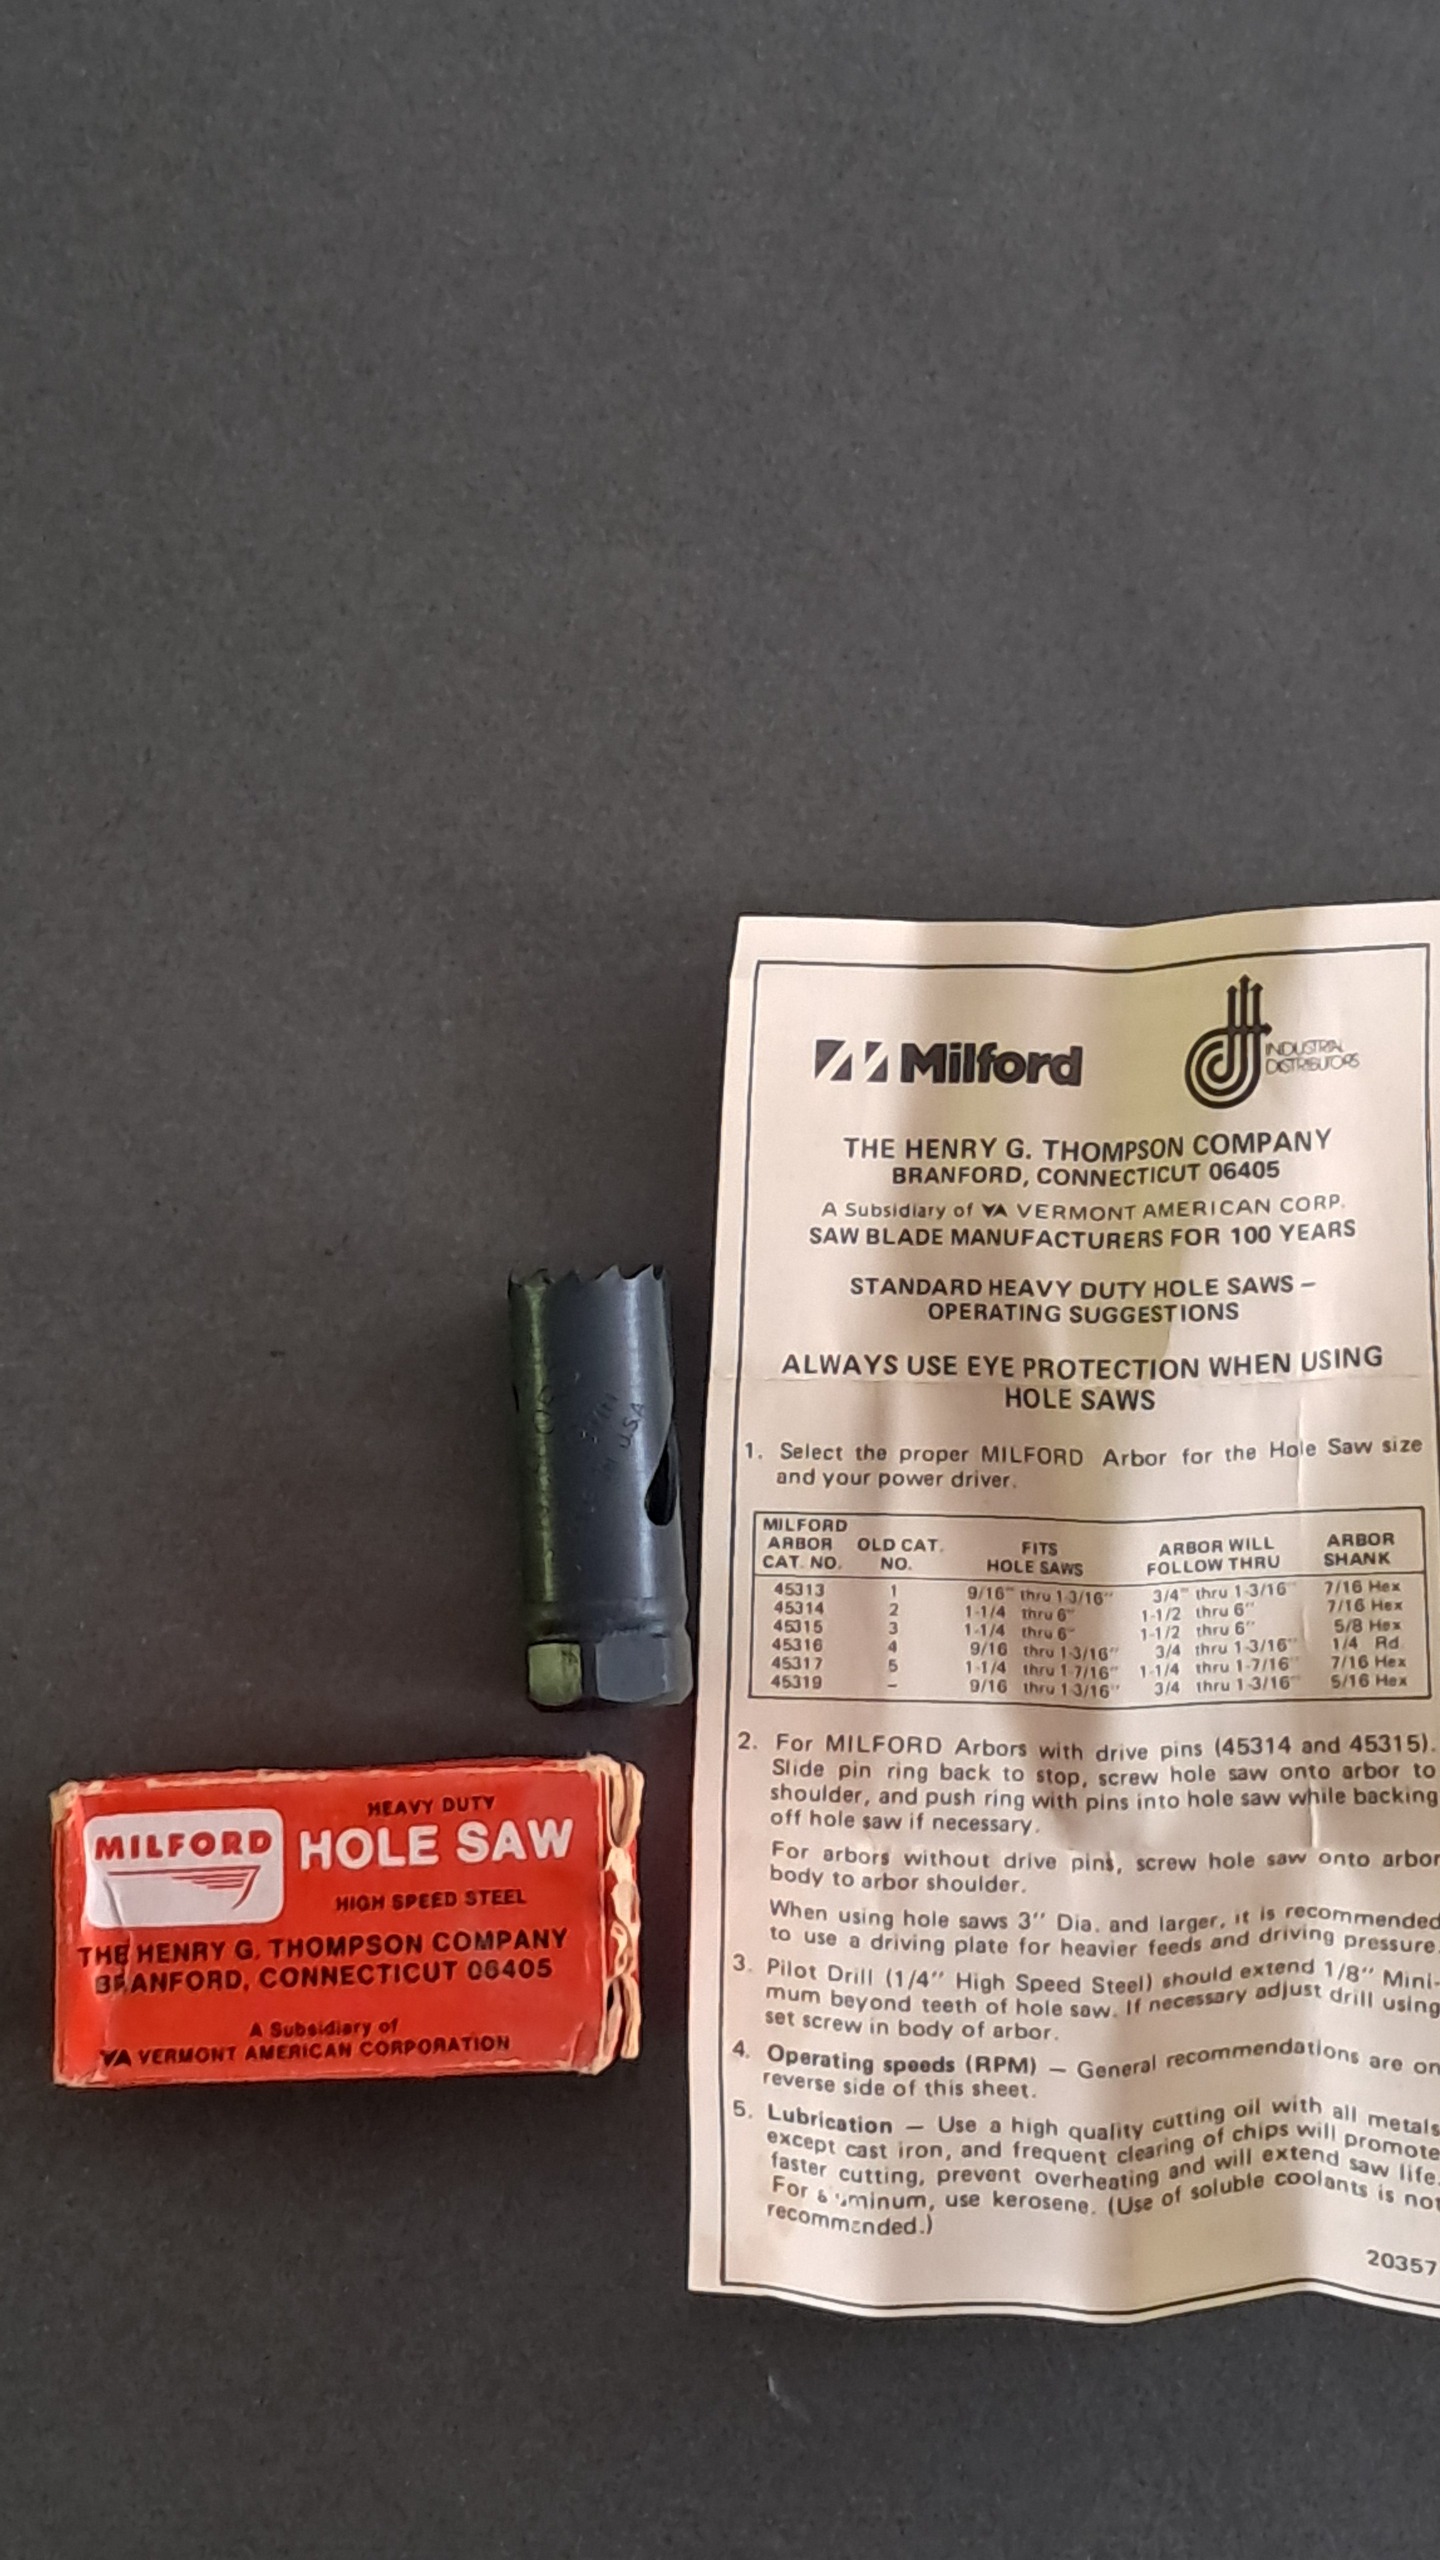 Milford
INDUSTRIAL
DISTRIBUTORS
THE HENRY G. THOMPSON COMPANY
BRANFORD, CONNECTICUT 06405
A Subsidiary of VA VERMONT AMERICAN CORP.
SAW BLADE MANUFACTURERS FOR 100 YEARS
STANDARD HEAVY DUTY HOLE SAWS –
OPERATING SUGGESTIONS
ALWAYS USE EYE PROTECTION WHEN USING
HOLE SAWS
1. Select the proper MILFORD Arbor for the Hole Saw size
and your power driver.
MILFORD
ARBOR OLD CAT. FITS ARBOR WILL ARBOR
CAT. NO. NO. HOLE SAWS FOLLOW THRU SHANK
45313 1 9/16" thru 1-3/16" 3/4" thru 1-3/16" 7/16 Hex
45314 2 1-1/4 thru 6" 1-1/2 thru 6" 7/16 Hex
45315 3 1-1/4 thru 6" 1-1/2 thru 6" 5/8 Hex
45316 4 9/16 thru 1-3/16" 3/4 thru 1-3/16" 1/4 Rd
45317 5 1-1/4 thru 1-7/16" 1-1/4 thru 1-7/16" 7/16 Hex
45319 – 9/16 thru 1-3/16" 3/4 thru 1-3/16" 5/16 Hex
2. For MILFORD Arbors with drive pins (45314 and 45315).
Slide pin ring back to stop, screw hole saw onto arbor to
shoulder, and push ring with pins into hole saw while backing
off hole saw if necessary.
For arbors without drive pins, screw hole saw onto arbor
body to arbor shoulder.
When using hole saws 3" Dia. and larger, it is recommended
to use a driving plate for heavier feeds and driving pressure.
3. Pilot Drill (1/4" High Speed Steel) should extend 1/8" Mini-
mum beyond teeth of hole saw. If necessary adjust drill using
set screw in body of arbor.
4. Operating speeds (RPM) – General recommendations are on
reverse side of this sheet.
5. Lubrication – Use a high quality cutting oil with all metals
except cast iron, and frequent clearing of chips will promote
faster cutting, prevent overheating and will extend saw life.
For aluminum, use kerosene. (Use of soluble coolants is not
recommended.)
20357
U.S.A.
HEAVY DUTY
MILFORD HOLE SAW
HIGH SPEED STEEL
THE HENRY G. THOMPSON COMPANY
BRANFORD, CONNECTICUT 06405
A Subsidiary of
VA VERMONT AMERICAN CORPORATION